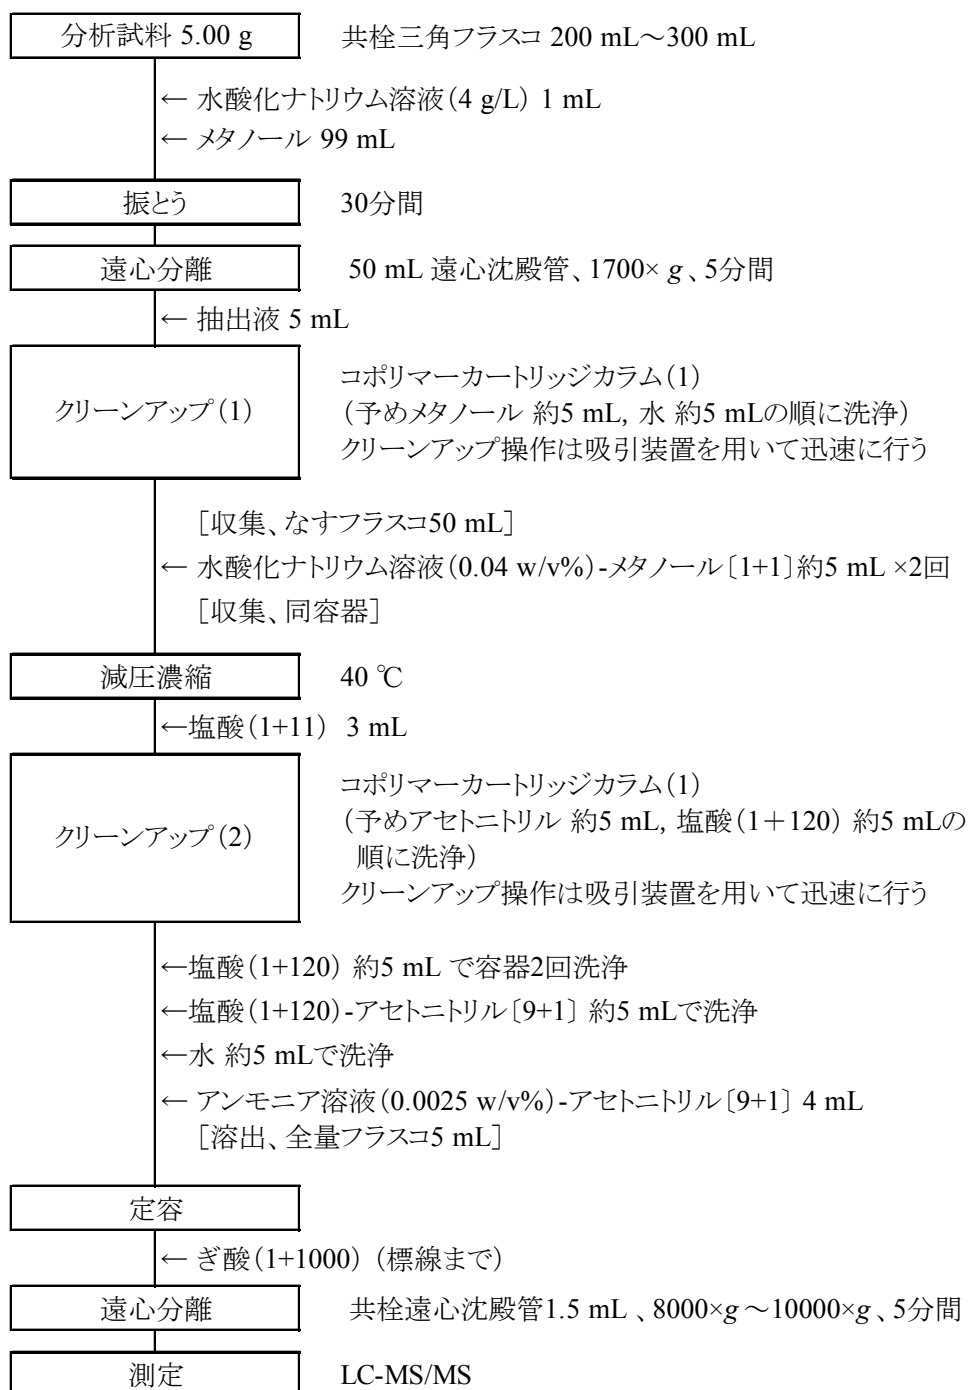 分析試料 5.00 g 共栓三角フラスコ 200 mL～300 mL
← 水酸化ナトリウム溶液（4 g/L） 1 mL
← メタノール 99 mL
振とう 30分間
遠心分離 50 mL 遠心沈殿管、1700× g 、5分間
← 抽出液 5 mL
コポリマーカートリッジカラム（1）
クリーンアップ（1） （予めメタノール 約5 mL, 水 約5 mLの順に洗浄）
クリーンアップ操作は吸引装置を用いて迅速に行う
［収集、なすフラスコ50 mL］
← 水酸化ナトリウム溶液（0.04 w/v%）-メタノール〔1+1〕約5 mL ×2回
［収集、同容器］
減圧濃縮 40 ℃
←塩酸（1+11） 3 mL
コポリマーカートリッジカラム（1）
クリーンアップ（2） （予めアセトニトリル 約5 mL, 塩酸（1＋120） 約5 mLの
順に洗浄）
クリーンアップ操作は吸引装置を用いて迅速に行う
←塩酸（1+120） 約5 mL で容器2回洗浄
←塩酸（1+120）-アセトニトリル〔9+1〕 約5 mLで洗浄
←水 約5 mLで洗浄
← アンモニア溶液（0.0025 w/v%）-アセトニトリル〔9+1〕 4 mL
［溶出、全量フラスコ5 mL］
定容
← ぎ酸（1+1000）（標線まで）
遠心分離 共栓遠心沈殿管1.5 mL 、8000×g～10000×g 、5分間
測定 LC-MS/MS